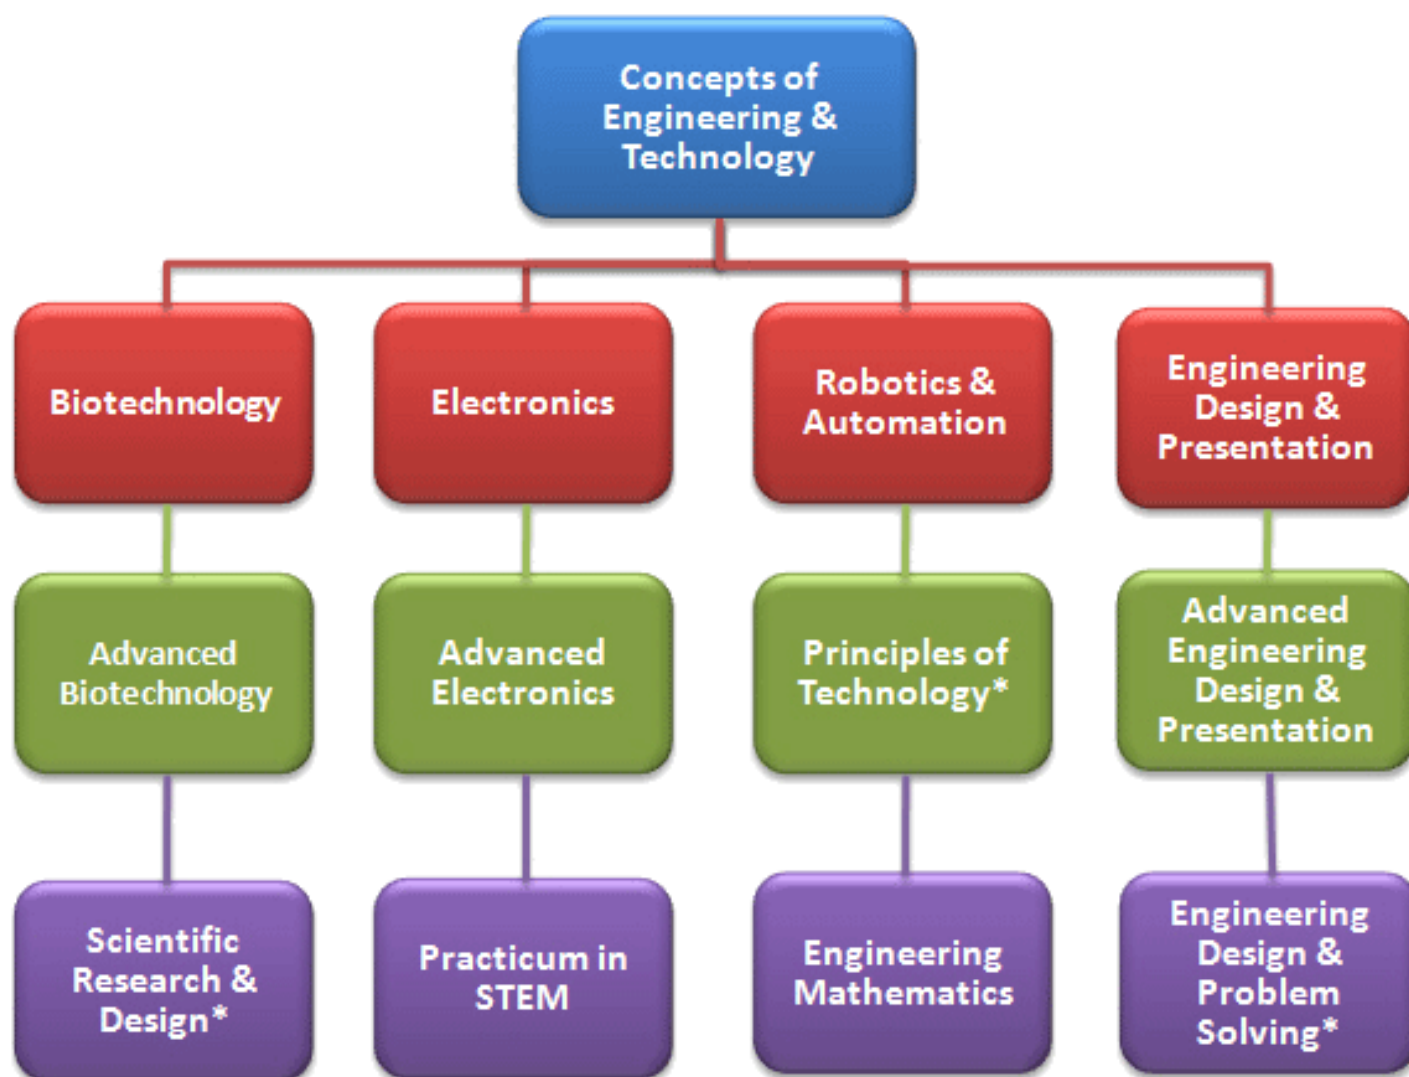 Concepts of
Engineering &
Technology
Biotechnology
Electronics
Robotics &
Automation
Engineering
Design &
Presentation
Advanced
Biotechnology
Advanced
Electronics
Principles of
Technology*
Advanced
Engineering
Design &
Presentation
Scientific
Research &
Design*
Practicum in
STEM
Engineering
Mathematics
Engineering
Design &
Problem
Solving*